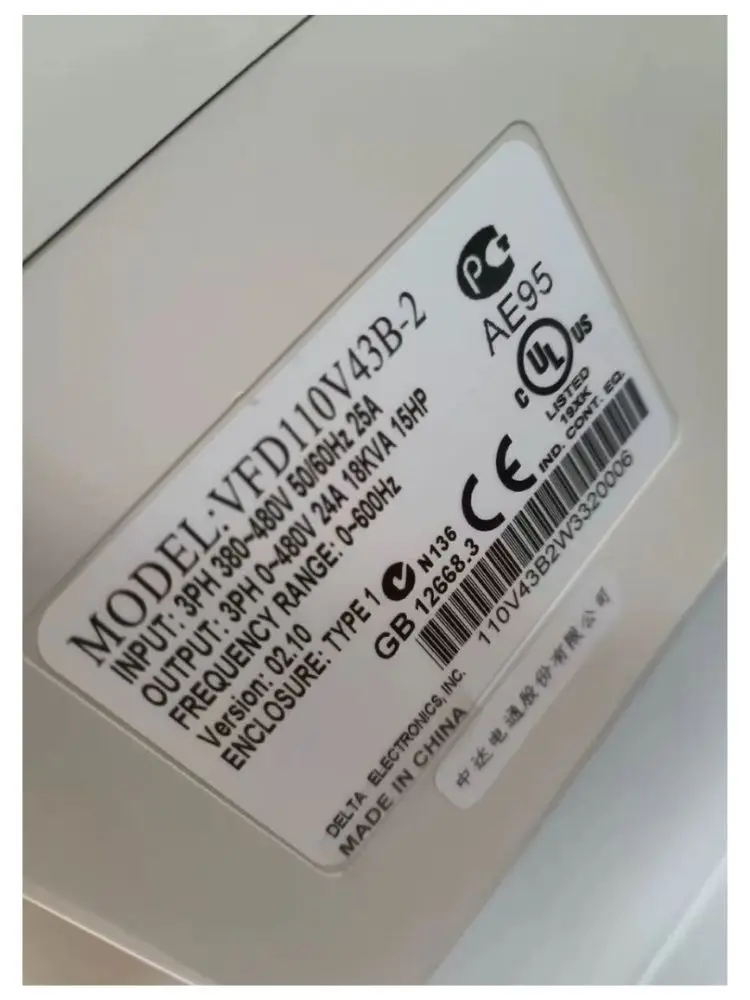 MODEL:VFD110V43B-2
INPUT: 3PH 380~480V 50/60Hz 25A
OUTPUT: 3PH 0~480V 24A 18KVA 15HP
FREQUENCY RANGE: 0~600Hz
Version: 02.10
ENCLOSURE: TYPE 1
N136
GB 12668.3
PG
AE95
C UL US
LISTED
19XK
IND. CONT. EQ.
CE
110V43B2W3320006
DELTA ELECTRONICS, INC.
MADE IN CHINA
中达电通股份有限公司